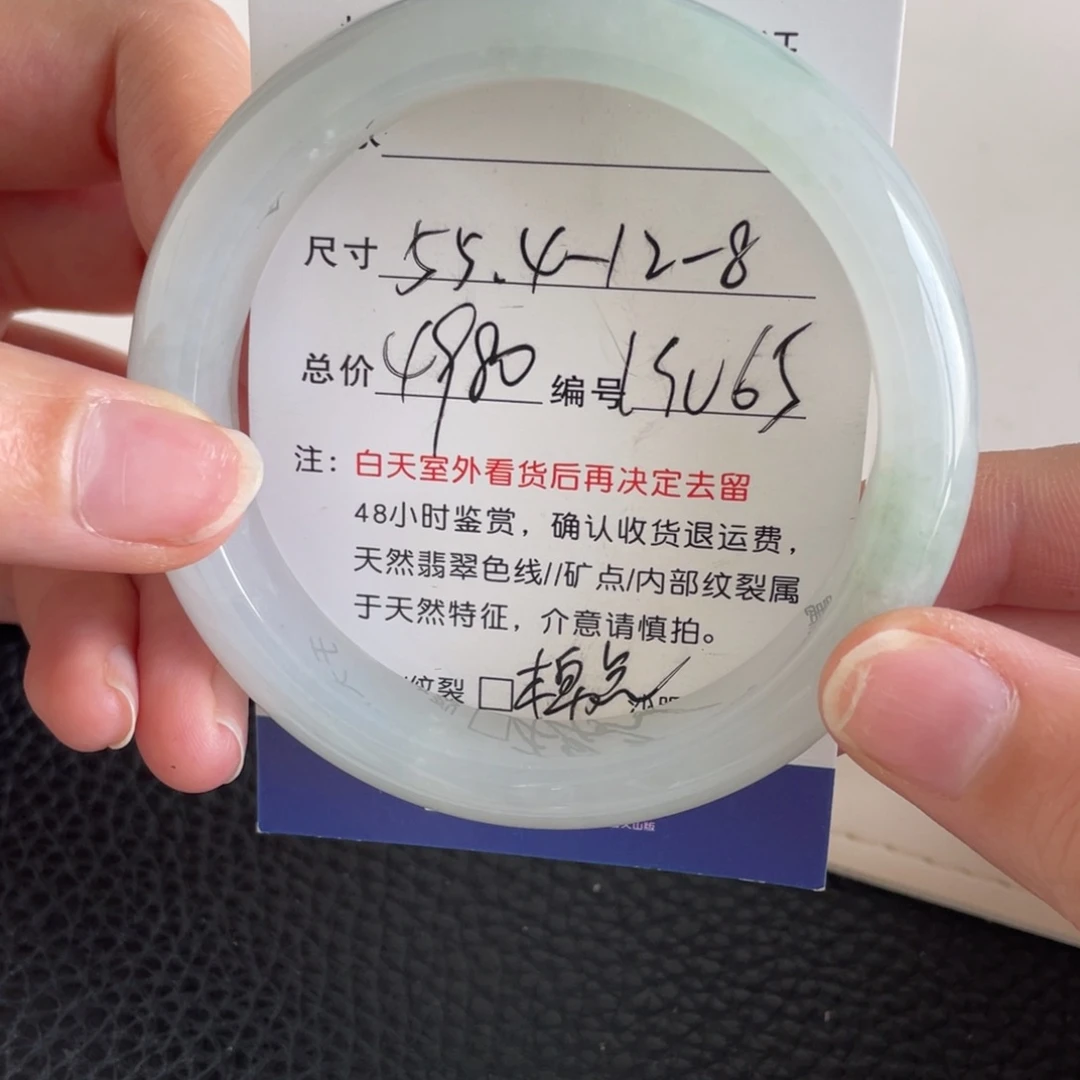 尺寸 55.4-12-8
总价 4980 编号 15065
注：白天室外看货后再决定去留
48小时鉴赏，确认收货退运费，
天然翡翠色线//矿点/内部纹裂属
于天然特征，介意请慎拍。
/纹裂 □棉点